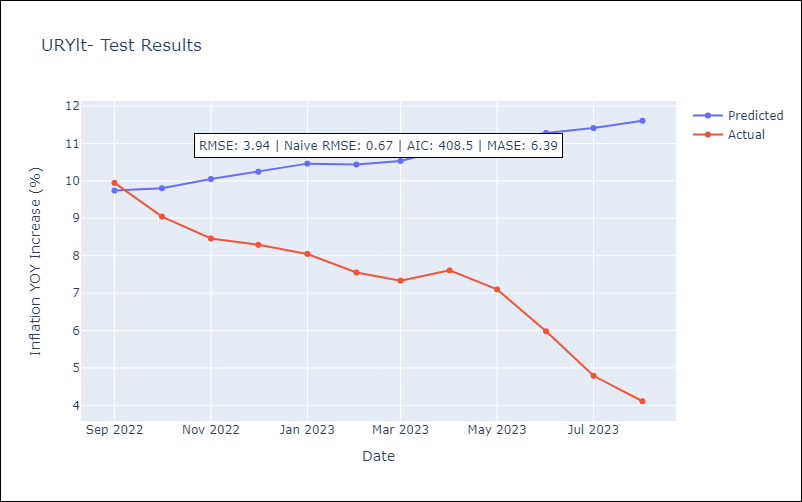 URYlt- Test Results
Predicted
Actual
RMSE: 3.94 | Naive RMSE: 0.67 | AIC: 408.5 | MASE: 6.39
Inflation YOY Increase (%)
12
11
10
9
8
7
6
5
4
Sep 2022 Nov 2022 Jan 2023 Mar 2023 May 2023 Jul 2023
Date